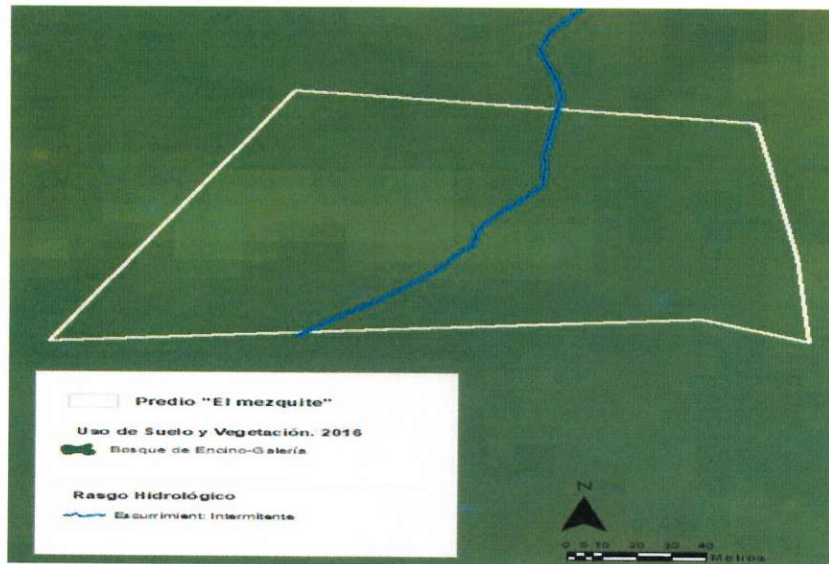 Predio "El mezquite"
Uso de Suelo y Vegetación. 2016
Bosque de Encino-Galería
Rasgo Hidrológico
Escurrimient: Intermitente
N
0 5 10 20 30 40
Metros